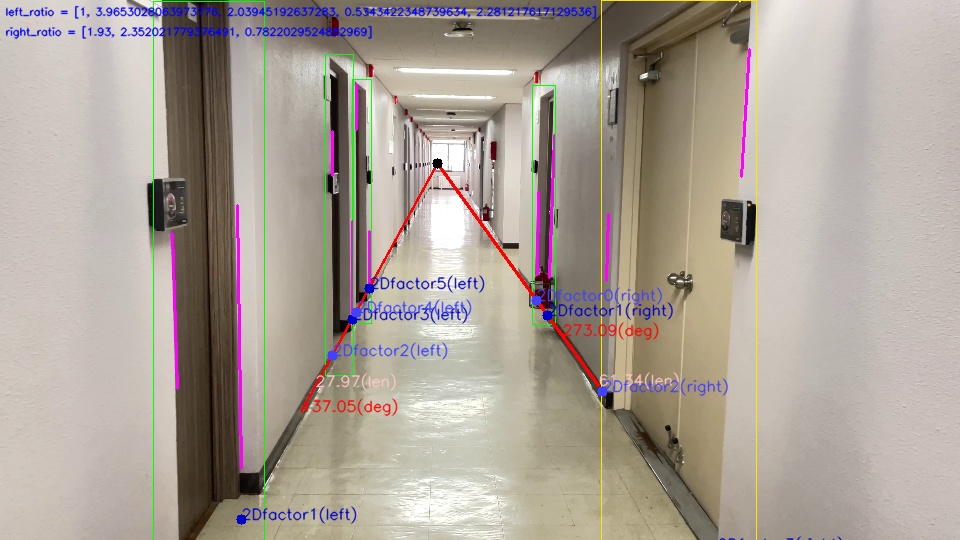 left_ratio = [1, 3.9653028083973776, 2.03945192637283, 0.5343422348739634, 2.281217617129536]
right_ratio = [1.93, 2.352021779376491, 0.7822029524882969]
2Dfactor5(left)
2Dfactor4(left)
2Dfactor3(left)
2Dfactor0(right)
2Dfactor1(right)
273.09(deg)
2Dfactor2(left)
27.97(len)
61.34(len)
2Dfactor2(right)
437.05(deg)
2Dfactor1(left)